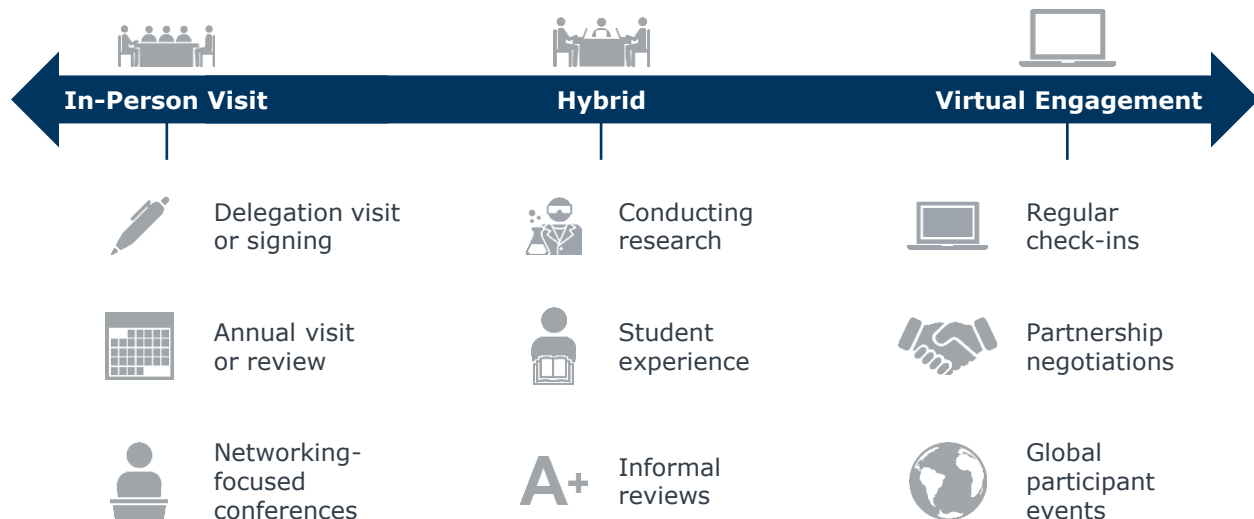 In-Person Visit
Hybrid
Virtual Engagement
Delegation visit
or signing
Conducting
research
Regular
check-ins
Annual visit
or review
Student
experience
Partnership
negotiations
Networking-
focused
conferences
A+
Informal
reviews
Global
participant
events